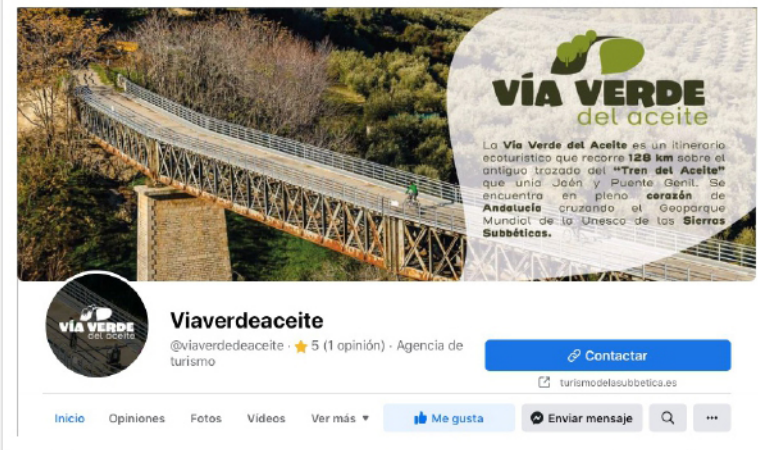 VÍA VERDE
del aceite
La Vía Verde del Aceite es un itinerario
ecoturístico que recorre 128 km sobre el
antiguo trazado del "Tren del Aceite"
que unía Jaén y Puente Genil. Se
encuentra en pleno corazón de
Andalucía cruzando el Geoparque
Mundial de la Unesco de las Sierras
Subbéticas.
VÍA VERDE
del aceite
Viaverdeaceite
@viaverdedeaceite · 5 (1 opinión) · Agencia de
turismo
Contactar
turismodelasubbetica.es
Inicio Opiniones Fotos Videos Ver más Me gusta Enviar mensaje